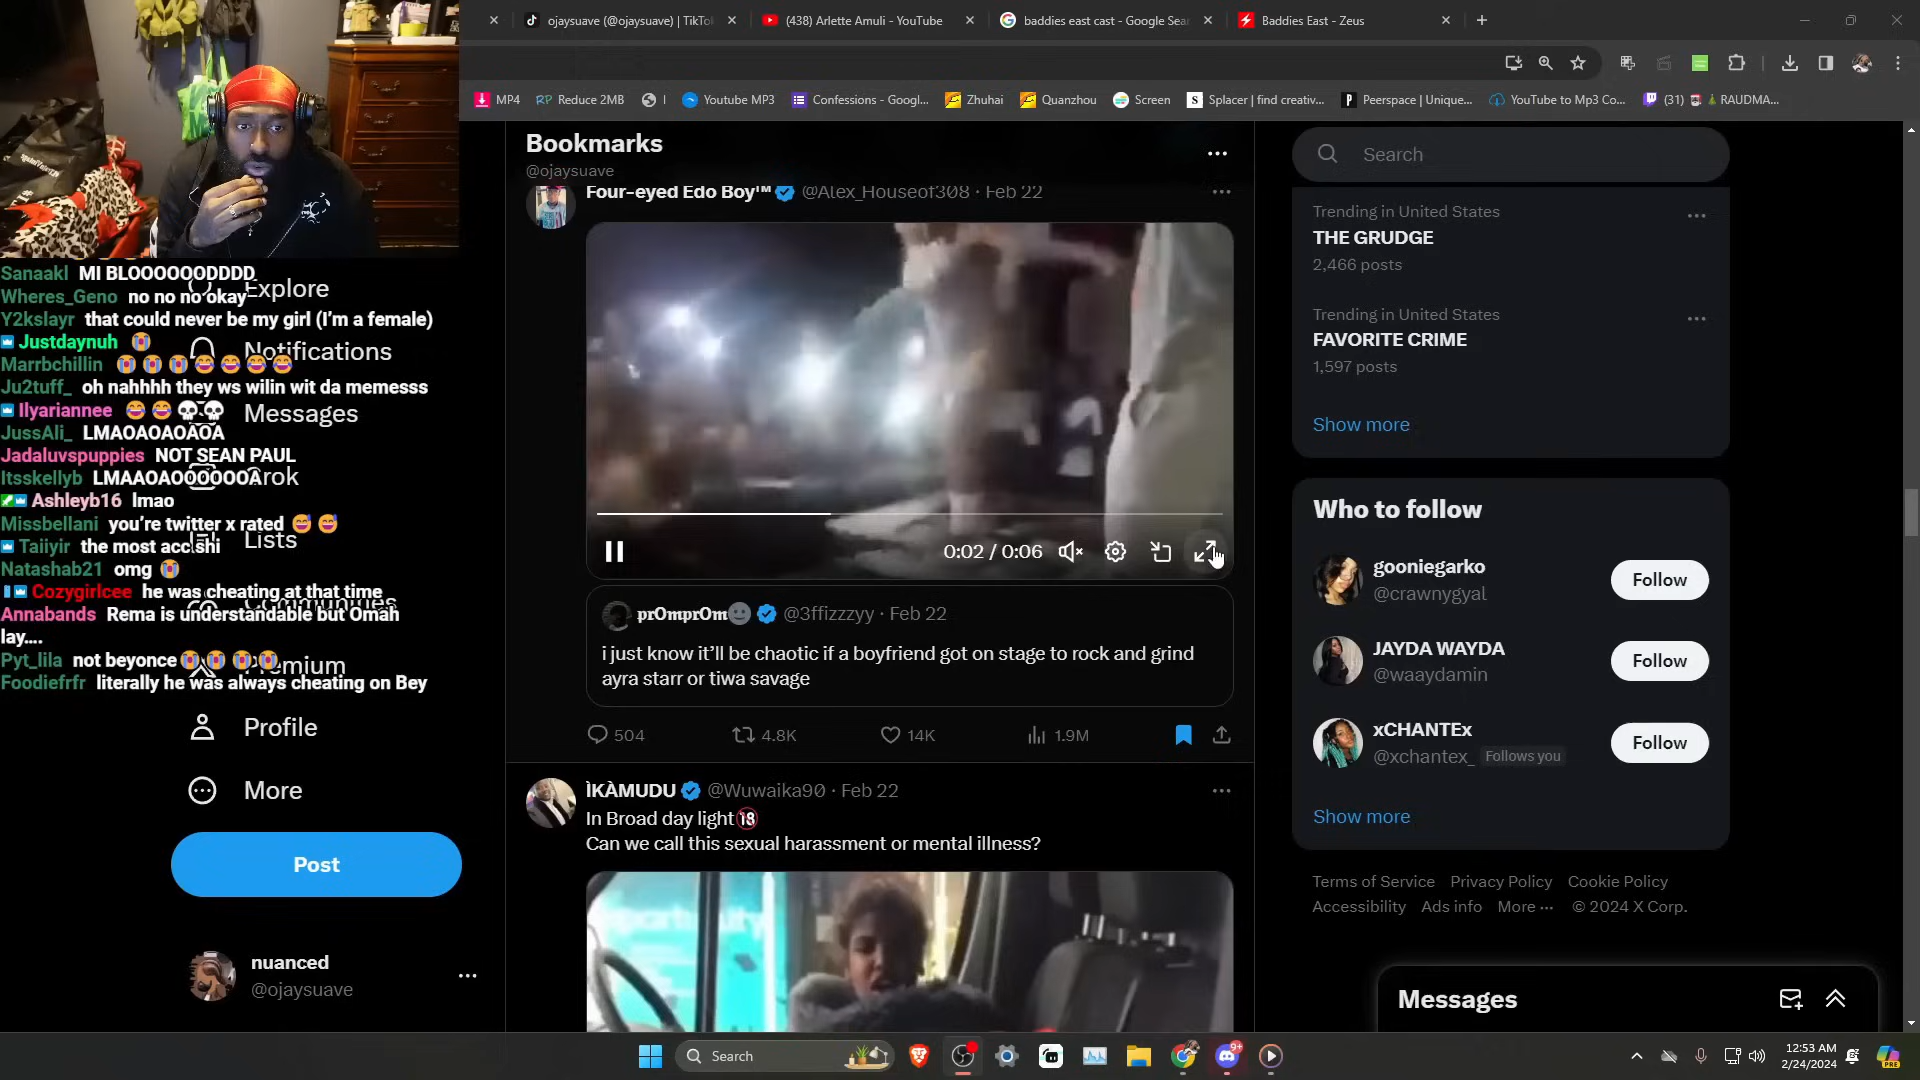 ojaysuave (@ojaysuave) | TikTo
(438) Arlette Amuli - YouTube
baddies east cast - Google Sear
Baddies East - Zeus
MP4
Reduce 2MB
Youtube MP3
Confessions - Googl...
Zhuhai
Quanzhou
Screen
Splacer | find creativ...
Peerspace | Unique...
YouTube to Mp3 Co...
(31) RAUDMA...
Bookmarks
@ojaysuave
Four-eyed Edo Boy™ @Alex_Houseof308 · Feb 22
0:02 / 0:06
prOmprOm @3ffizzzyy · Feb 22
i just know it'll be chaotic if a boyfriend got on stage to rock and grind
ayra starr or tiwa savage
504
4.8K
14K
1.9M
ÌKÀMUDU @Wuwaika90 · Feb 22
In Broad day light🔞
Can we call this sexual harassment or mental illness?
Sanaakl MI BLOOOOOODDDD
Explore
Wheres_Geno no no no okay
Y2kslayr that could never be my girl (I'm a female)
Justdaynuh 😭
Notifications
Marrbchillin 😭😭😭😂😂😂😂
Ju2tuff_ oh nahhhh they ws wilin wit da memesss
Ilyariannee 😂😂💀💀
Messages
JussAli_ LMAOAOAOAOA
Jadaluvspuppies NOT SEAN PAUL
Itsskellyb LMAAOAOOOOOOA
Grok
Ashleyb16 lmao
Missbellani you're twitter x rated 😅😅
Lists
Taiiyir the most acc ishi
Natashab21 omg 😭
Cozygirlcee he was cheating at that time
Communities
Annabands Rema is understandable but Omah
lay....
Pyt_lila not beyonce😭😭😭😭
Premium
Foodiefrfr literally he was always cheating on Bey
Profile
More
Post
nuanced
@ojaysuave
Search
Trending in United States
THE GRUDGE
2,466 posts
Trending in United States
FAVORITE CRIME
1,597 posts
Show more
Who to follow
gooniegarko
@crawnygyal
Follow
JAYDA WAYDA
@waaydamin
Follow
xCHANTEx
@xchantex_ Follows you
Follow
Show more
Terms of Service Privacy Policy Cookie Policy
Accessibility Ads info More ··· © 2024 X Corp.
Messages
Search
9+
12:53 AM
2/24/2024
PRE